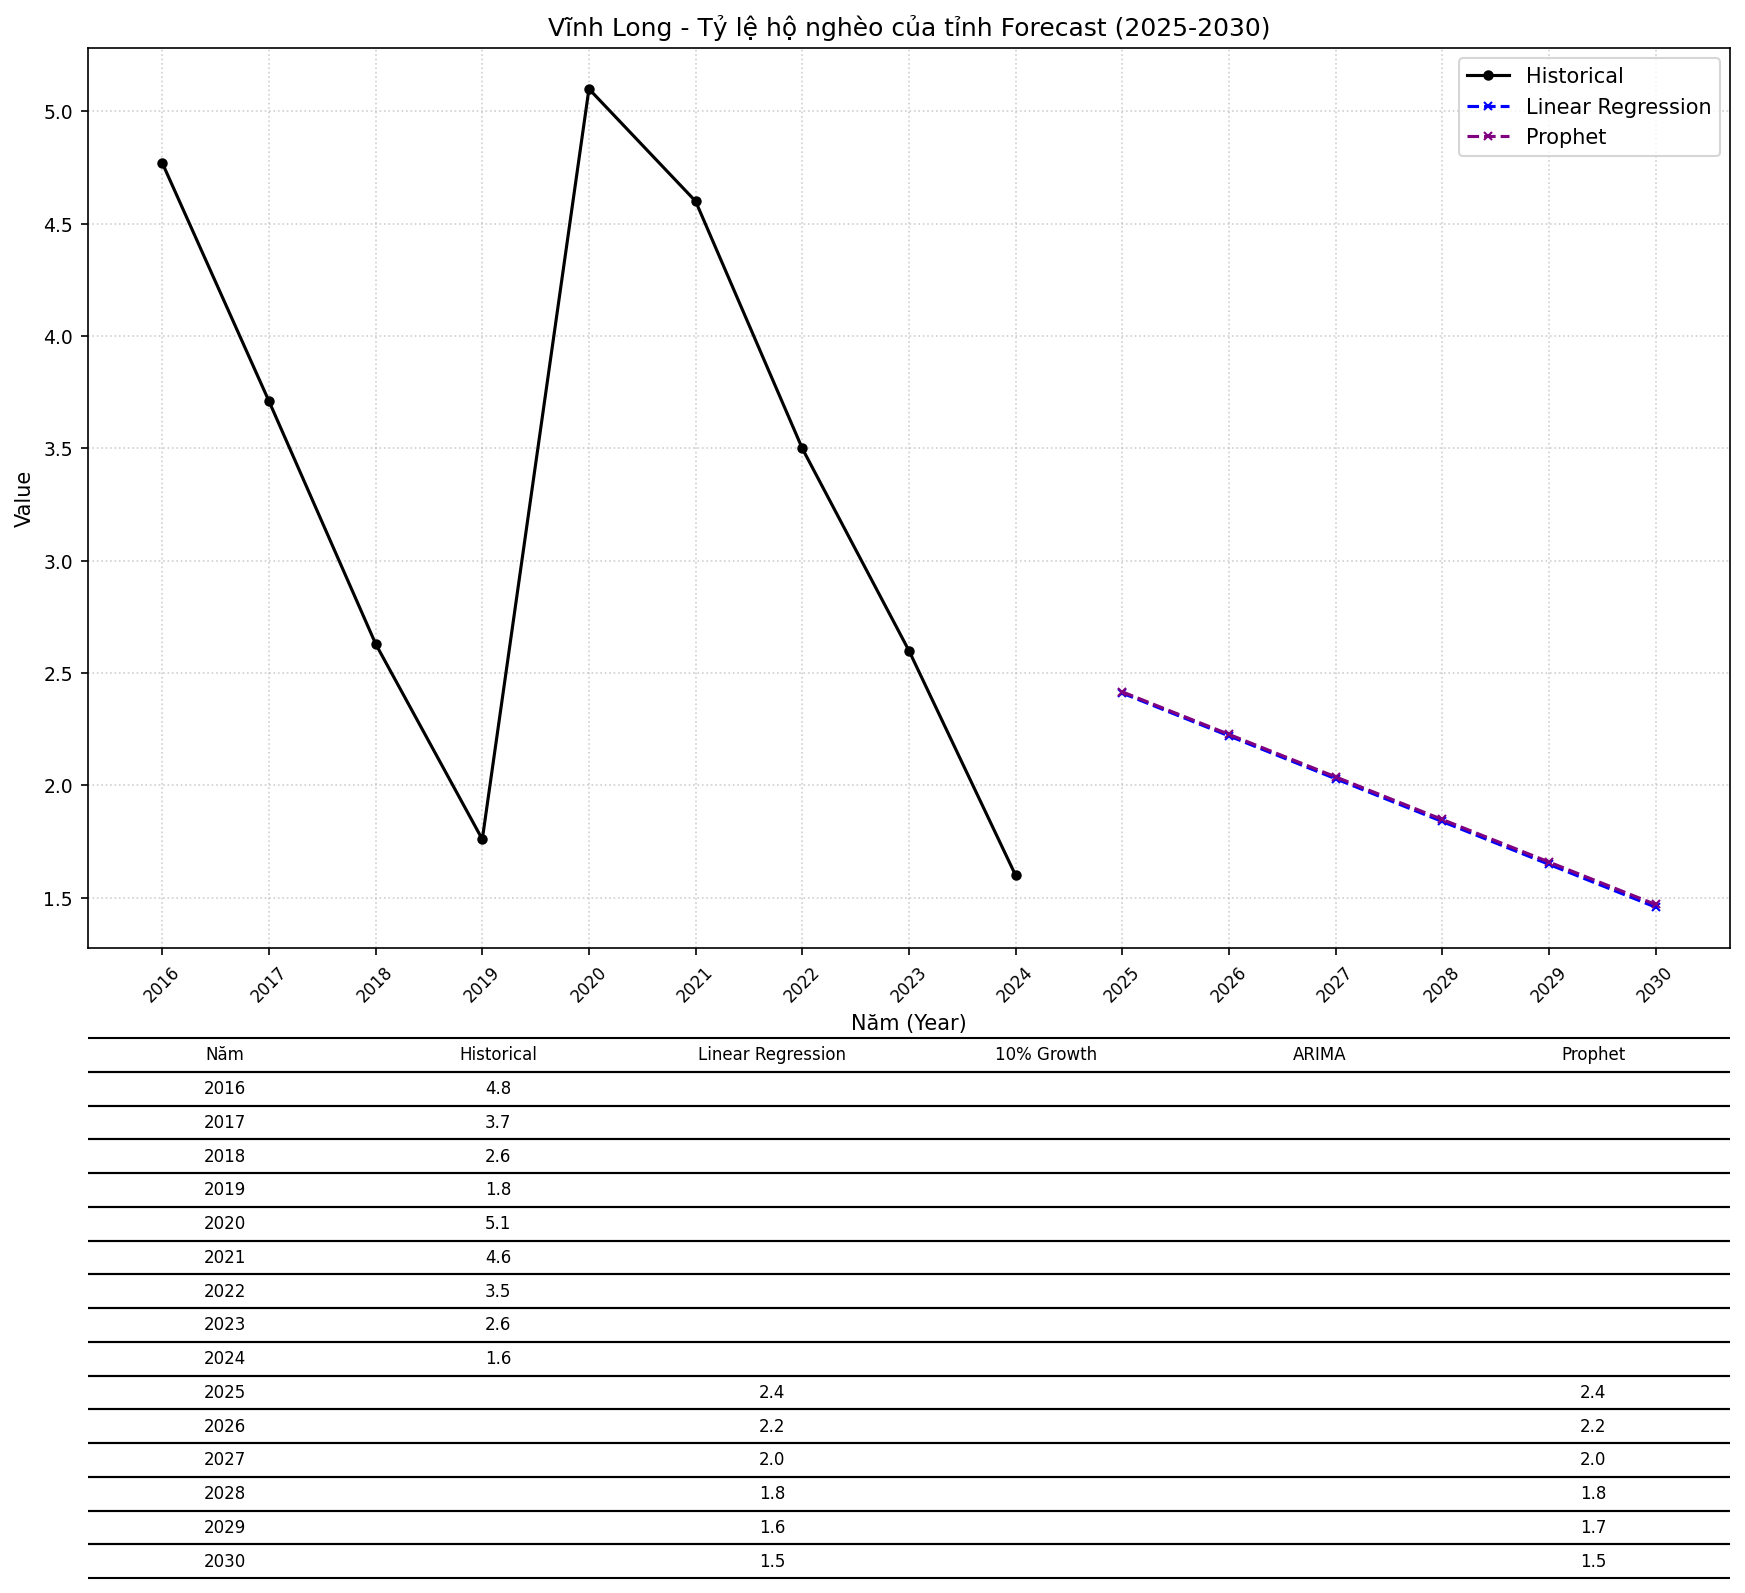 Vĩnh Long - Tỷ lệ hộ nghèo của tỉnh Forecast (2025-2030)
Historical
Linear Regression
Prophet
Value
5.0
4.5
4.0
3.5
3.0
2.5
2.0
1.5
2016 2017 2018 2019 2020 2021 2022 2023 2024 2025 2026 2027 2028 2029 2030
Năm (Year)
Năm Historical Linear Regression 10% Growth ARIMA Prophet
2016 4.8
2017 3.7
2018 2.6
2019 1.8
2020 5.1
2021 4.6
2022 3.5
2023 2.6
2024 1.6
2025 2.4 2.4
2026 2.2 2.2
2027 2.0 2.0
2028 1.8 1.8
2029 1.6 1.7
2030 1.5 1.5